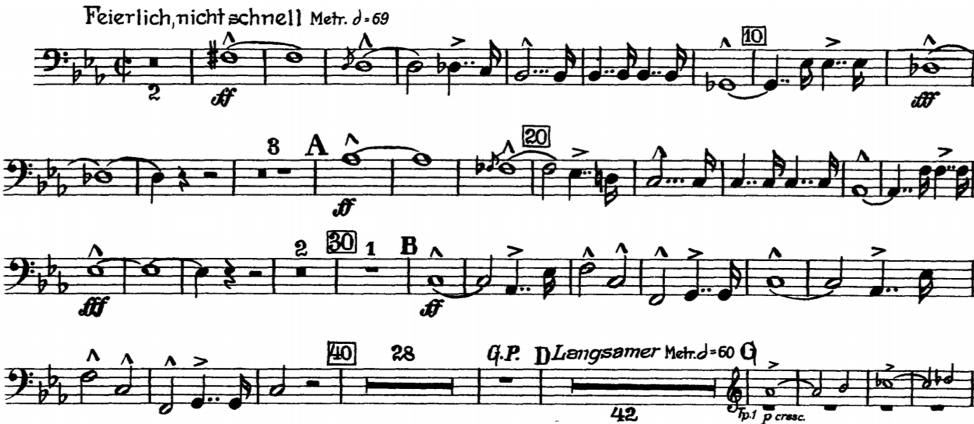 Feierlich, nicht schnell Metr. d=69
10
2 ff fff
3 A 20
ff
2 30 1 B
fff ff
40 28 G.P. D Langsamer Metr. d=60 G
42 Tp.1 p cresc.